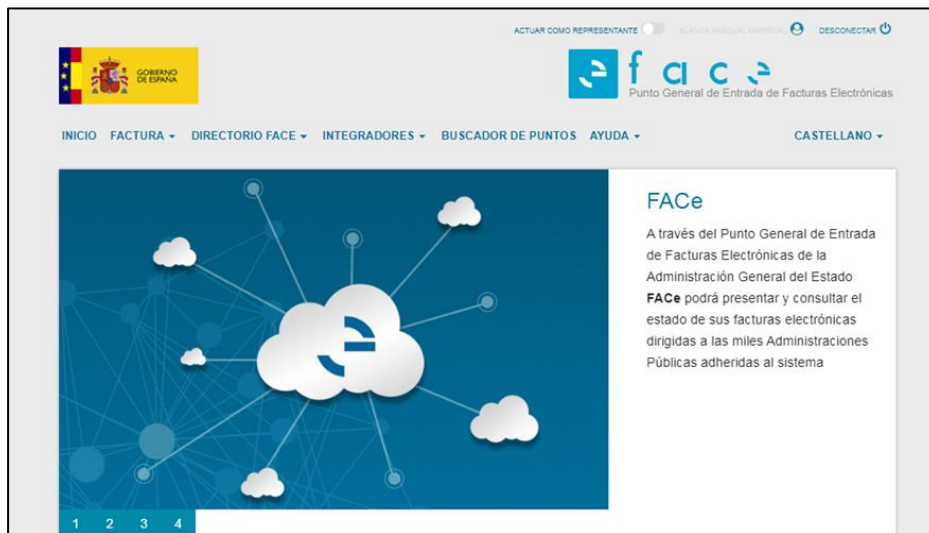 ACTUAR COMO REPRESENTANTE
DESCONECTAR
GOBIERNO
DE ESPAÑA
face
Punto General de Entrada de Facturas Electrónicas
INICIO FACTURA DIRECTORIO FACE INTEGRADORES BUSCADOR DE PUNTOS AYUDA CASTELLANO
FACe
A través del Punto General de Entrada
de Facturas Electrónicas de la
Administración General del Estado
FACe podrá presentar y consultar el
estado de sus facturas electrónicas
dirigidas a las miles Administraciones
Públicas adheridas al sistema
1 2 3 4